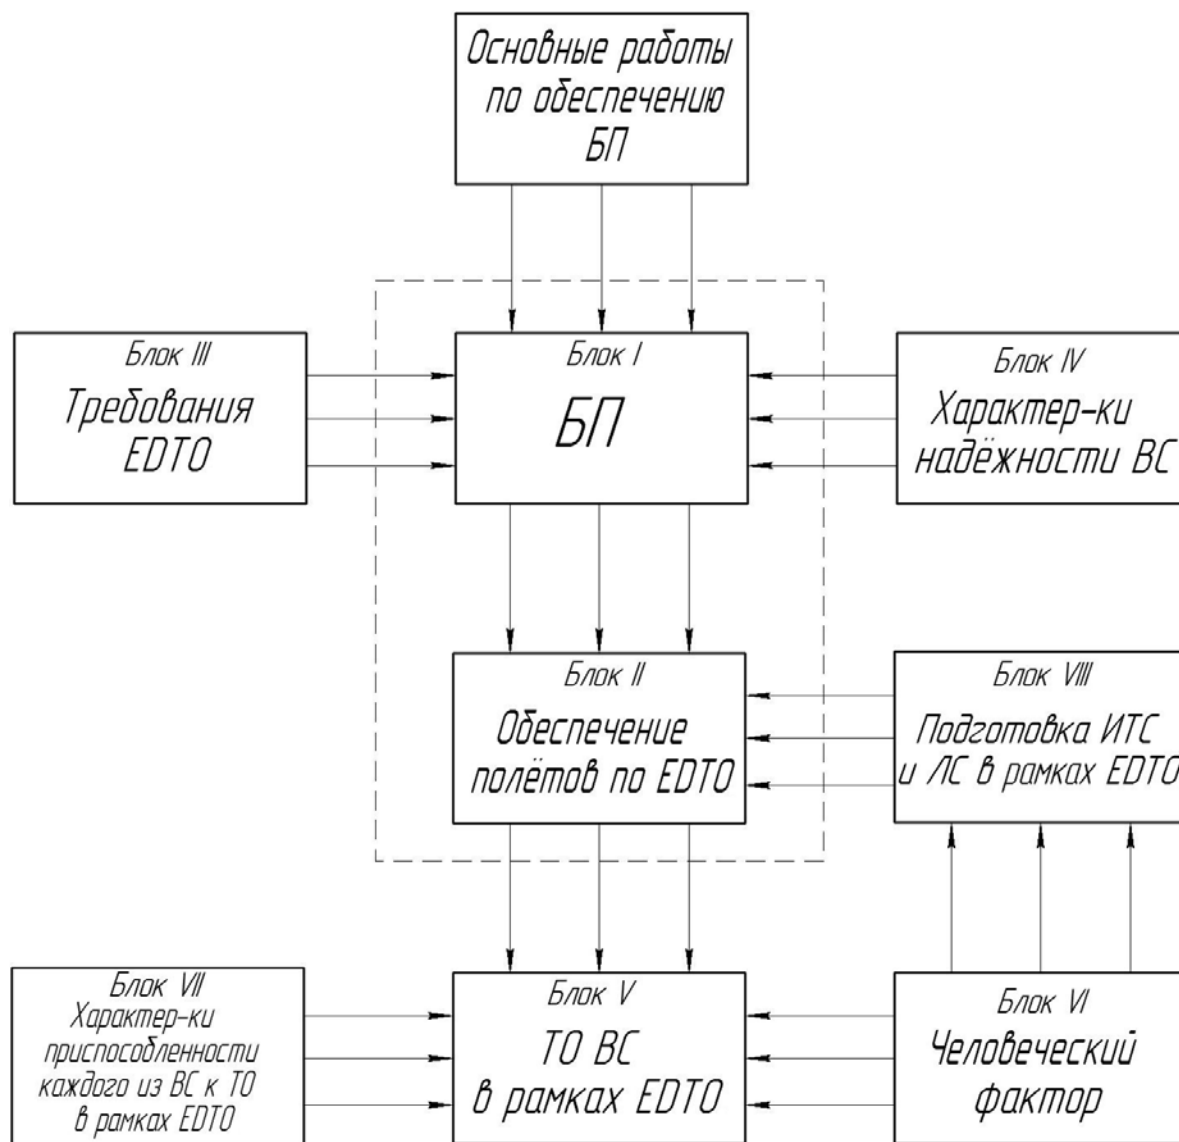 Основные работы
по обеспечению
БП
Блок III
Требования
EDTO
Блок I
БП
Блок IV
Характер-ки
надёжности ВС
Блок II
Обеспечение
полётов по EDTO
Блок VIII
Подготовка ИТС
и ЛС в рамках EDTO
Блок VII
Характер-ки
приспособленности
каждого из ВС к ТО
в рамках EDTO
Блок V
ТО ВС
в рамках EDTO
Блок VI
Человеческий
фактор